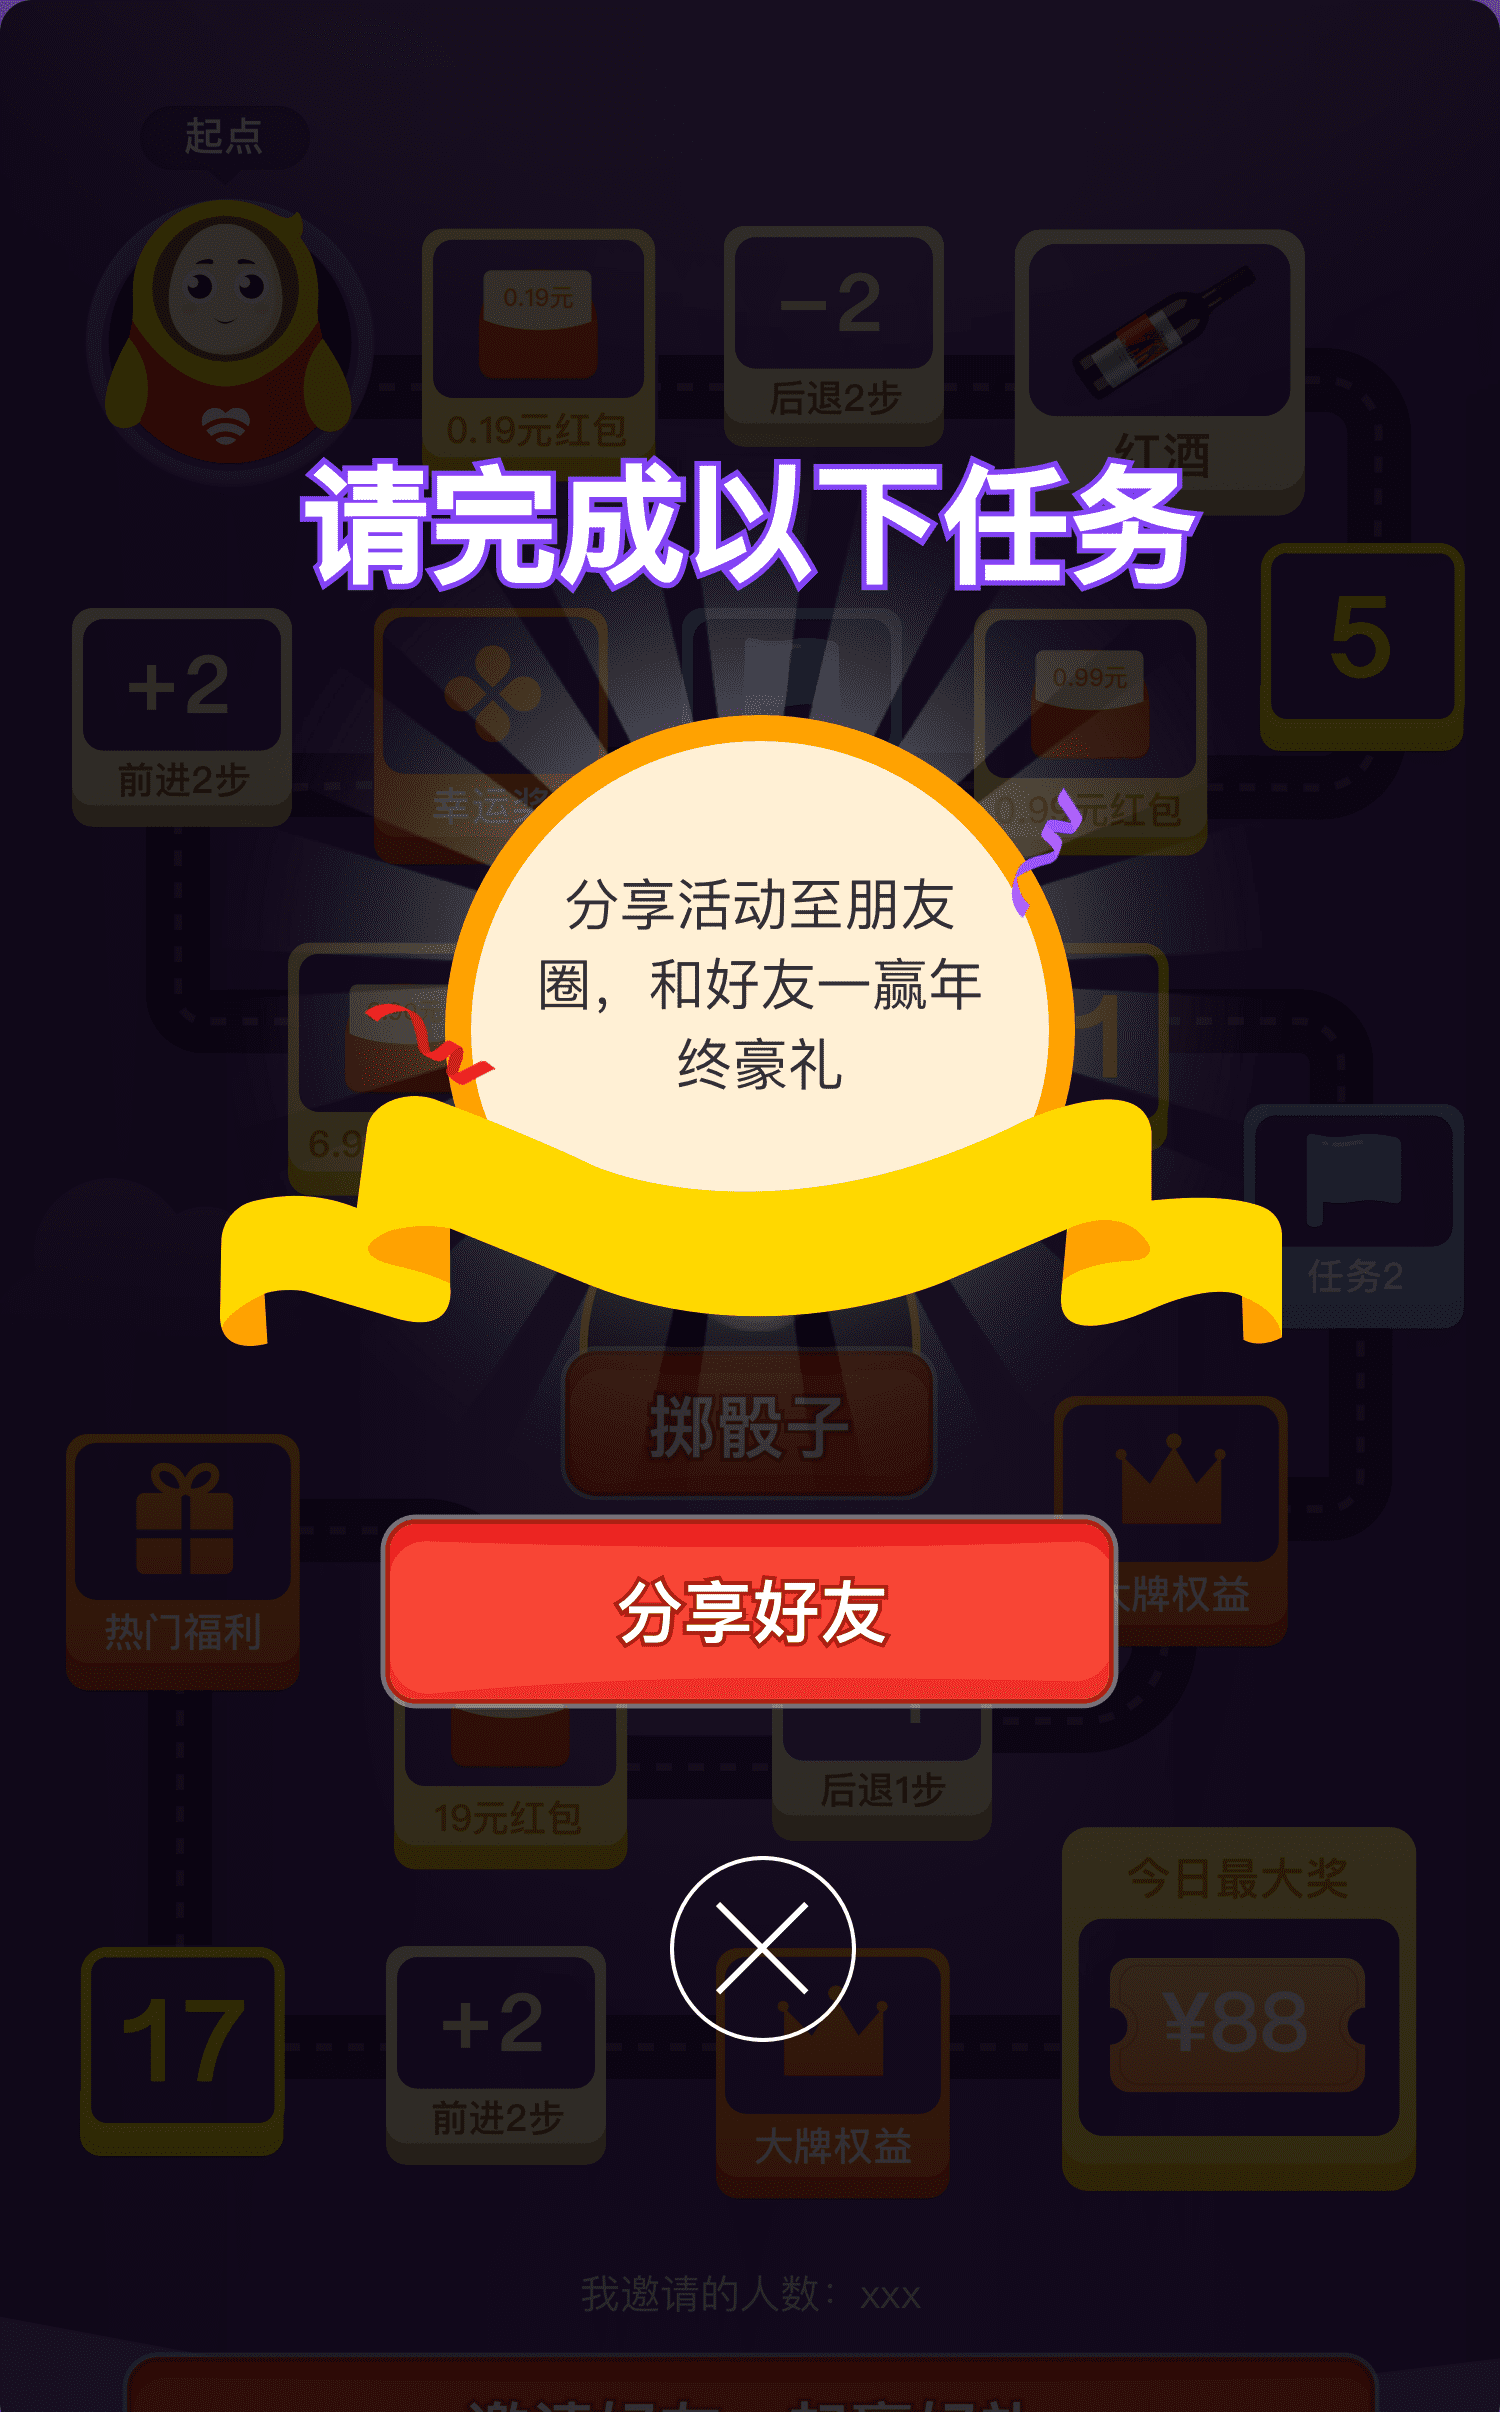 起点
0.19元
0.19元红包
-2
后退2步
红酒
请完成以下任务
5
+2
前进2步
幸运奖
0.99元
0.99元红包
分享活动至朋友
圈，和好友一赢年
终豪礼
1
6.9
任务2
掷骰子
热门福利
大牌权益
分享好友
19元红包
后退1步
今日最大奖
¥88
17
+2
前进2步
大牌权益
我邀请的人数：xxx